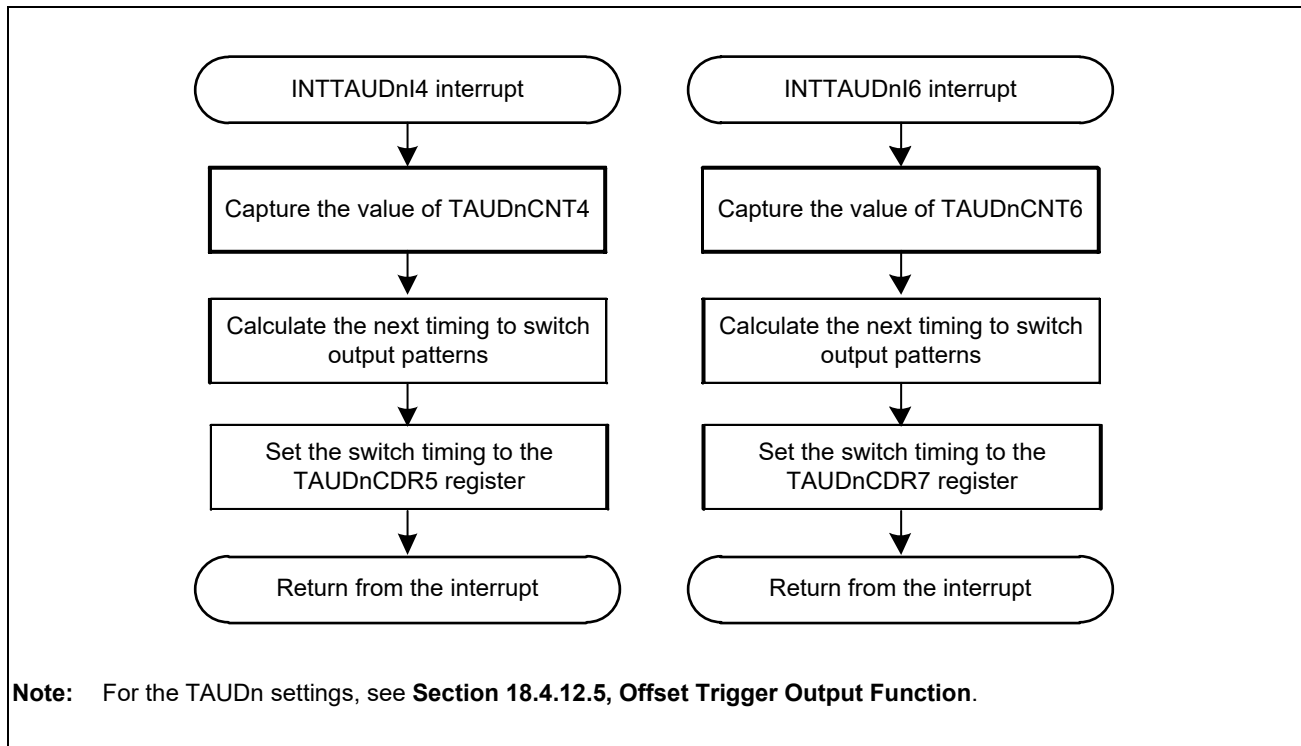 INTTAUDnI4 interrupt
Capture the value of TAUDnCNT4
Calculate the next timing to switch
output patterns
Set the switch timing to the
TAUDnCDR5 register
Return from the interrupt
INTTAUDnI6 interrupt
Capture the value of TAUDnCNT6
Calculate the next timing to switch
output patterns
Set the switch timing to the
TAUDnCDR7 register
Return from the interrupt
Note: For the TAUDn settings, see Section 18.4.12.5, Offset Trigger Output Function.